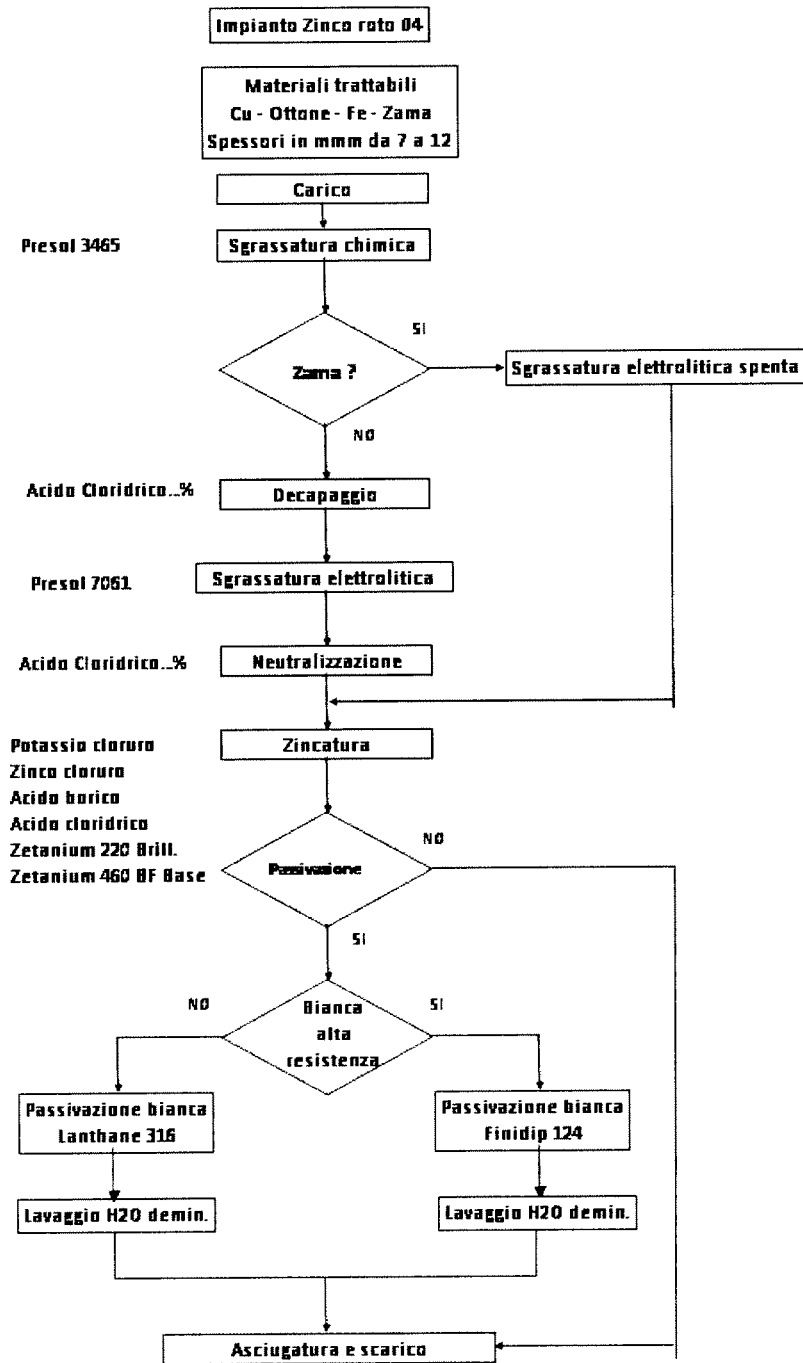 Impianto Zinco roto 04
Materiali trattabili
Cu - Ottone - Fe - Zama
Spessori in mmm da 7 a 12
Carico
Presol 3465
Sgrassatura chimica
SI
Zama ?
Sgrassatura elettrolitica spenta
NO
Acido Cloridrico...%
Decapaggio
Presol 7061
Sgrassatura elettrolitica
Acido Cloridrico...%
Neutralizzazione
Potassio cloruro
Zinco cloruro
Acido borico
Acido cloridrico
Zetanium 220 Brill.
Zetanium 460 BF Base
Zincatura
NO
Passivazione
SI
NO
Bianca
alta
resistenza
SI
Passivazione bianca
Lanthane 316
Passivazione bianca
Finidip 124
Lavaggio H2O demin.
Lavaggio H2O demin.
Asciugatura e scarico